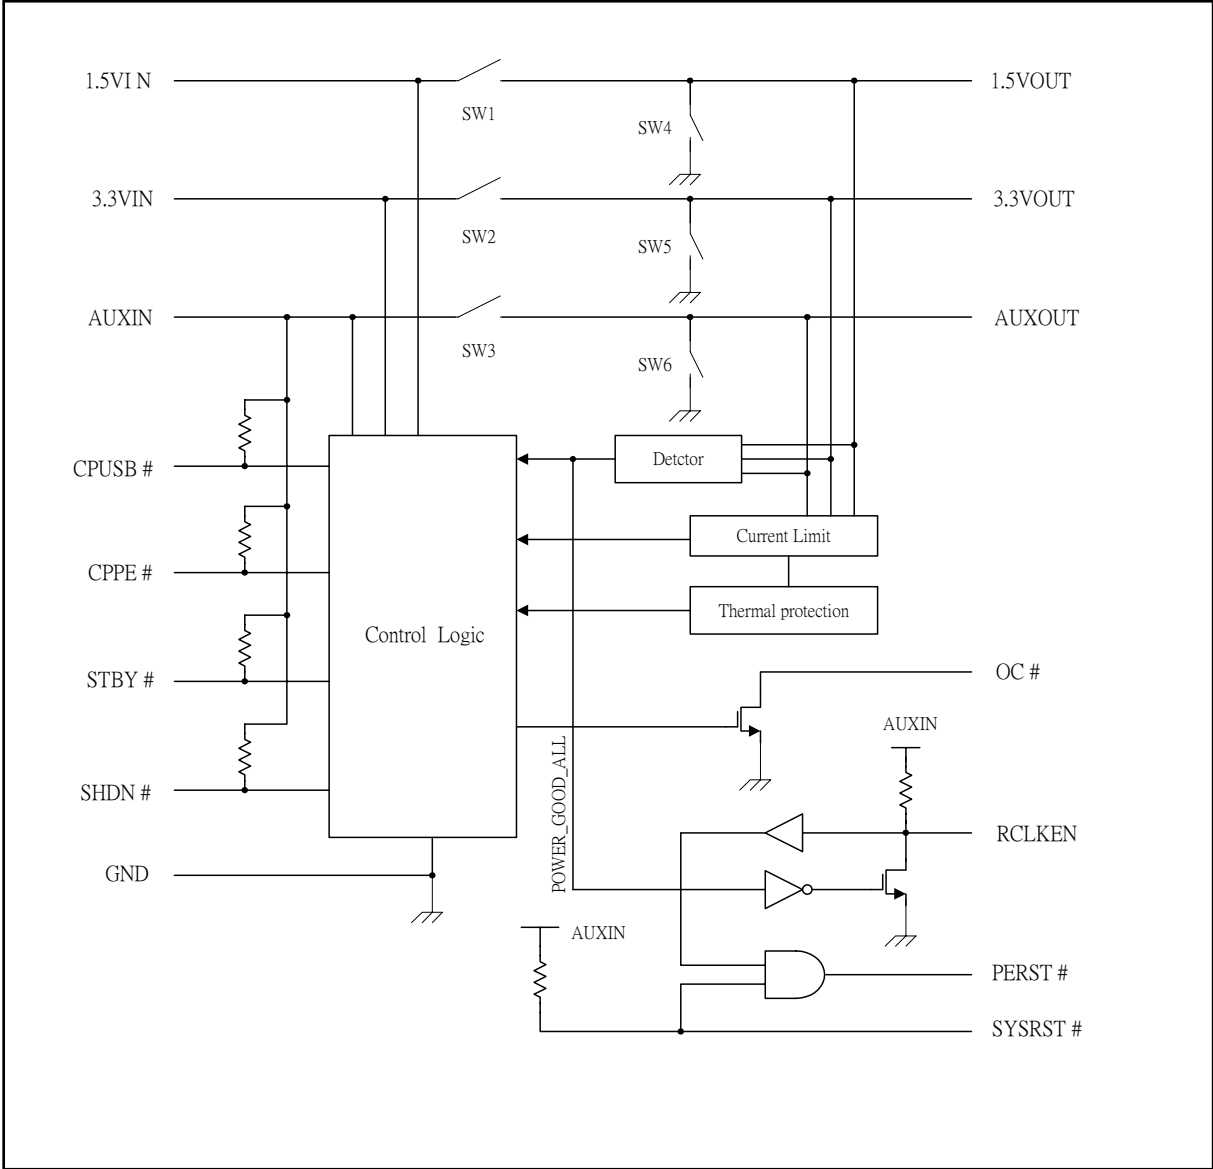 1.5VI N
1.5VOUT
SW1
SW4
3.3VIN
3.3VOUT
SW2
SW5
AUXIN
AUXOUT
SW3
SW6
CPUSB #
Detctor
Current Limit
CPPE #
Thermal protection
Control Logic
STBY #
OC #
AUXIN
POWER_GOOD_ALL
SHDN #
RCLKEN
GND
AUXIN
PERST #
SYSRST #